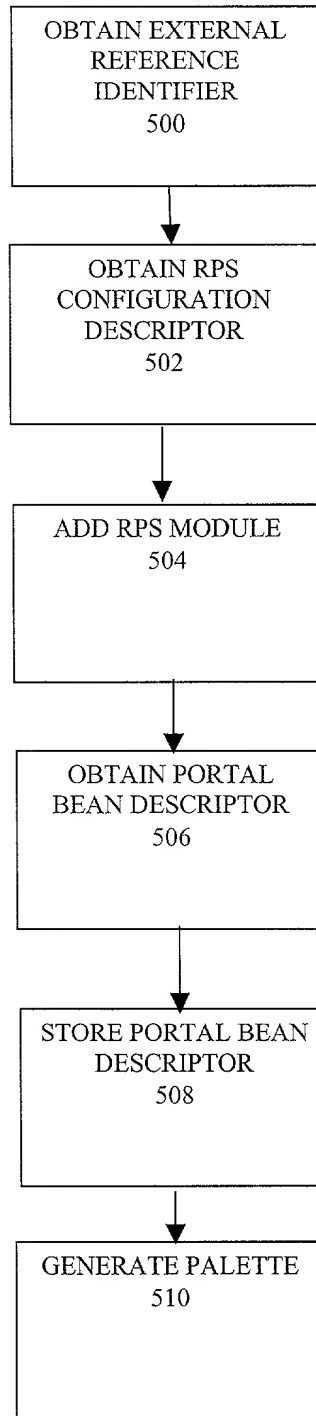 OBTAIN EXTERNAL
REFERENCE
IDENTIFIER
500
OBTAIN RPS
CONFIGURATION
DESCRIPTOR
502
ADD RPS MODULE
504
OBTAIN PORTAL
BEAN DESCRIPTOR
506
STORE PORTAL BEAN
DESCRIPTOR
508
GENERATE PALETTE
510